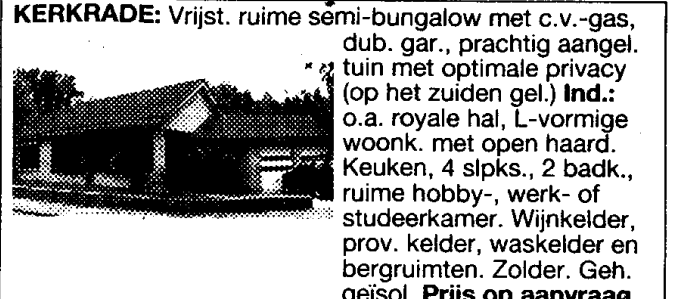 KERKRADE: Vrijst. ruime semi-bungalow met c.v.-gas,
dub. gar., prachtig aangel.
tuin met optimale privacy
(op het zuiden gel.) Ind.:
o.a. royale hal, L-vormige
woonk. met open haard.
Keuken, 4 slpks., 2 badk.,
ruime hobby-, werk- of
studeerkamer. Wijnkelder,
prov. kelder, waskelder en
bergruimten. Zolder. Geh.
geïsol. Prijs op aanvraag